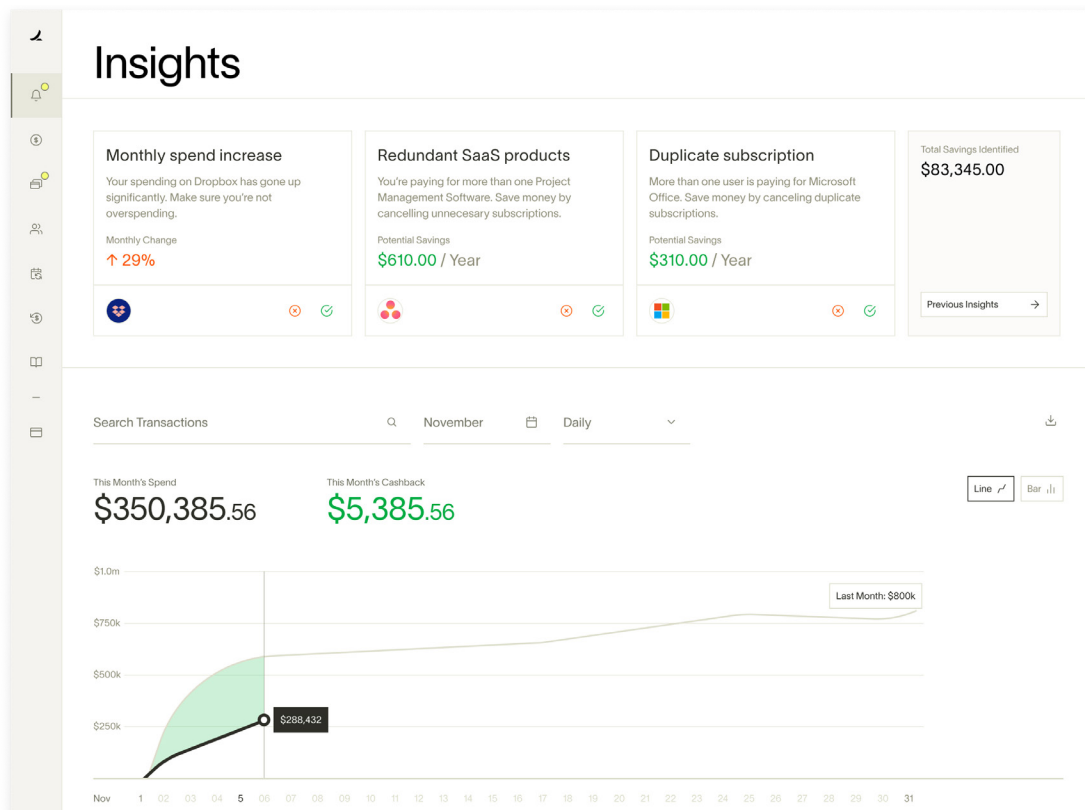 Insights
Monthly spend increase
Your spending on Dropbox has gone up
significantly. Make sure you're not
overspending.
Monthly Change
↑ 29%
Redundant SaaS products
You're paying for more than one Project
Management Software. Save money by
cancelling unnecesary subscriptions.
Potential Savings
$610.00 / Year
Duplicate subscription
More than one user is paying for Microsoft
Office. Save money by canceling duplicate
subscriptions.
Potential Savings
$310.00 / Year
Total Savings Identified
$83,345.00
Previous Insights →
Search Transactions
November
Daily
This Month's Spend
$350,385.56
This Month's Cashback
$5,385.56
Line
Bar
$1.0m
Last Month: $800k
$750k
$500k
$250k
$288,432
Nov 1 02 03 04 5 06 07 08 09 10 11 12 13 14 15 16 17 18 19 20 21 22 23 24 25 26 27 28 29 30 31